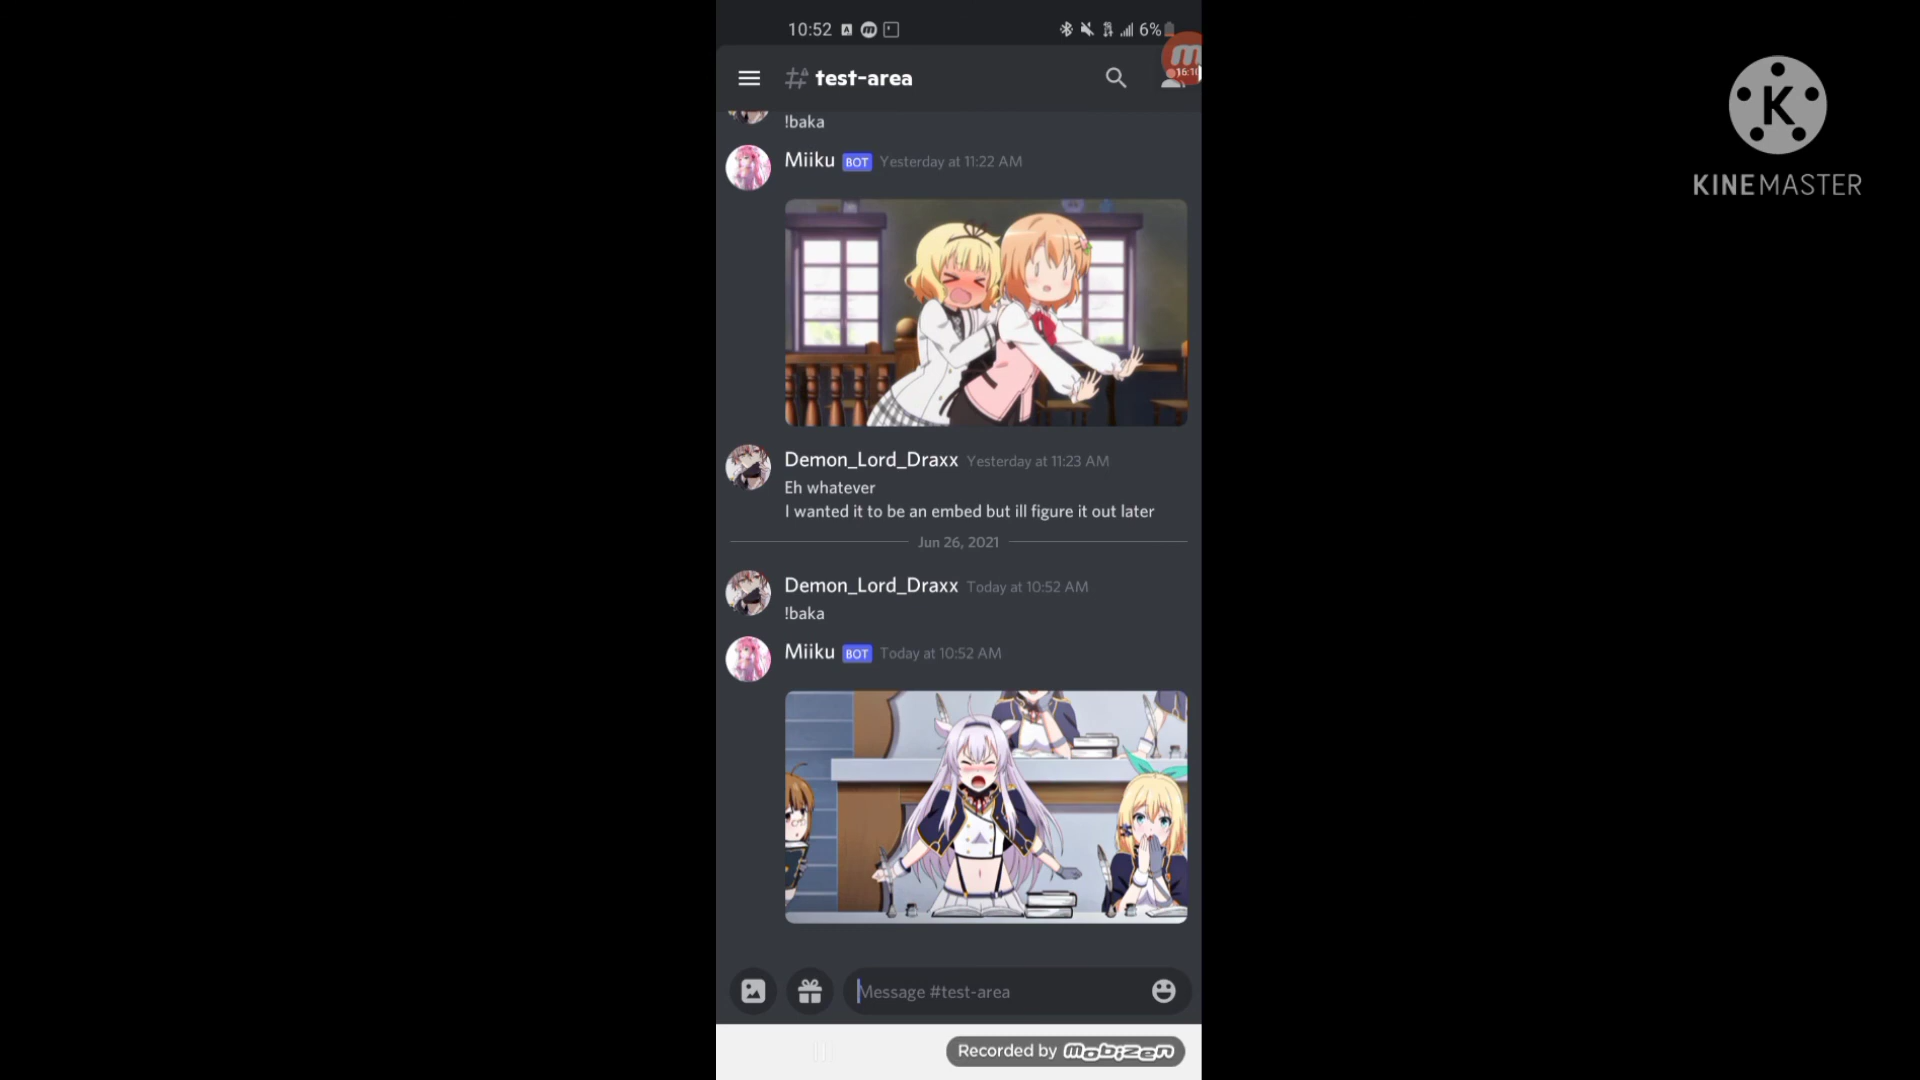 10:52
6%
# test-area
16:10
!baka
Miiku BOT Yesterday at 11:22 AM
Demon_Lord_Draxx Yesterday at 11:23 AM
Eh whatever
I wanted it to be an embed but ill figure it out later
Jun 26, 2021
Demon_Lord_Draxx Today at 10:52 AM
!baka
Miiku BOT Today at 10:52 AM
Message #test-area
Recorded by mobizen
K
KINEMASTER